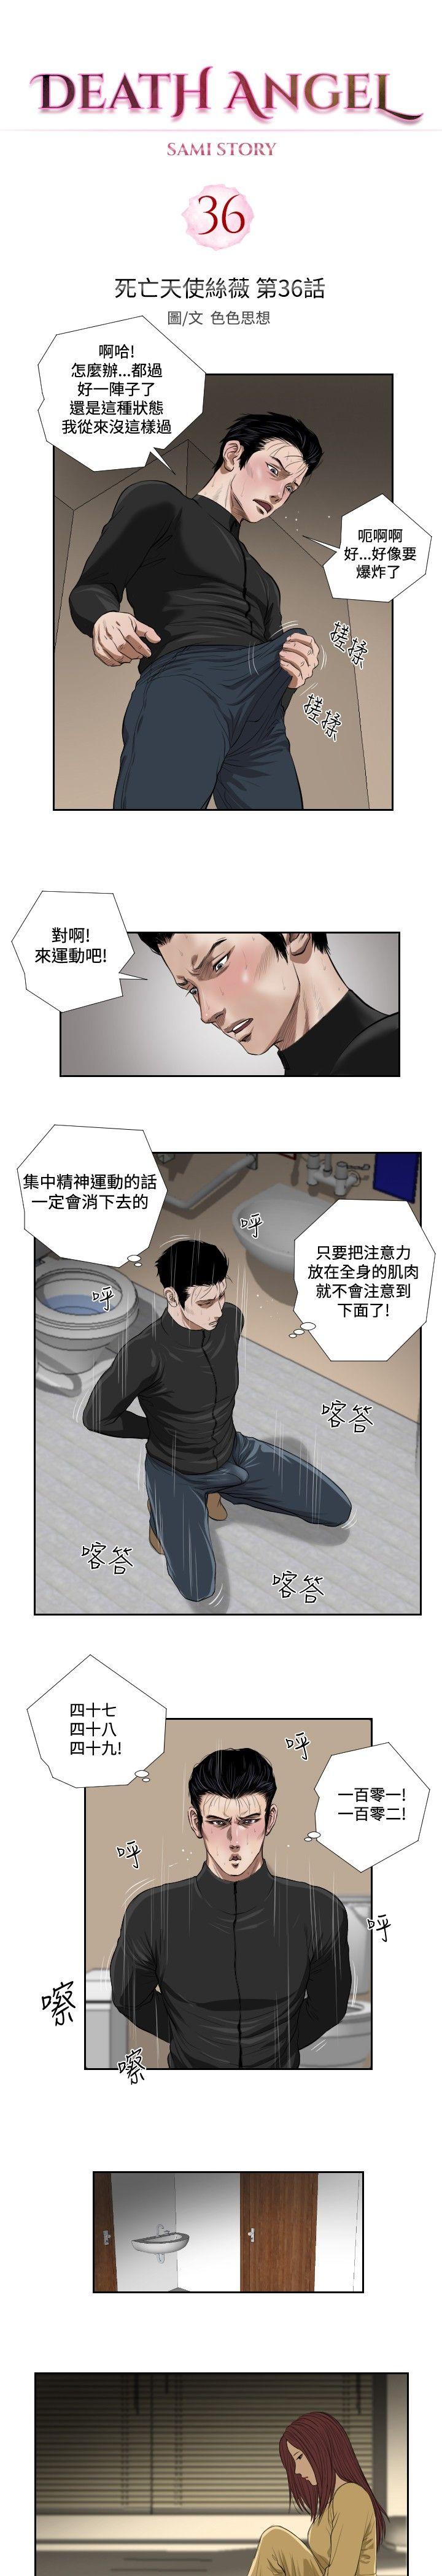 DEATH ANGEL
SAMI STORY
36
死亡天使絲薇 第36話
圖/文 色色思想
啊哈!
怎麼辦...都過
好一陣子了
還是這種狀態
我從來沒這樣過
呃啊啊
好...好像要
爆炸了
搓揉
搓揉
對啊!
來運動吧!
集中精神運動的話
一定會消下去的
呼
只要把注意力
放在全身的肌肉
就不會注意到
下面了!
呼
喀答
喀答
喀答
四十七
四十八
四十九!
呼
一百零一!
一百零二!
呼
呼
嚓
嚓